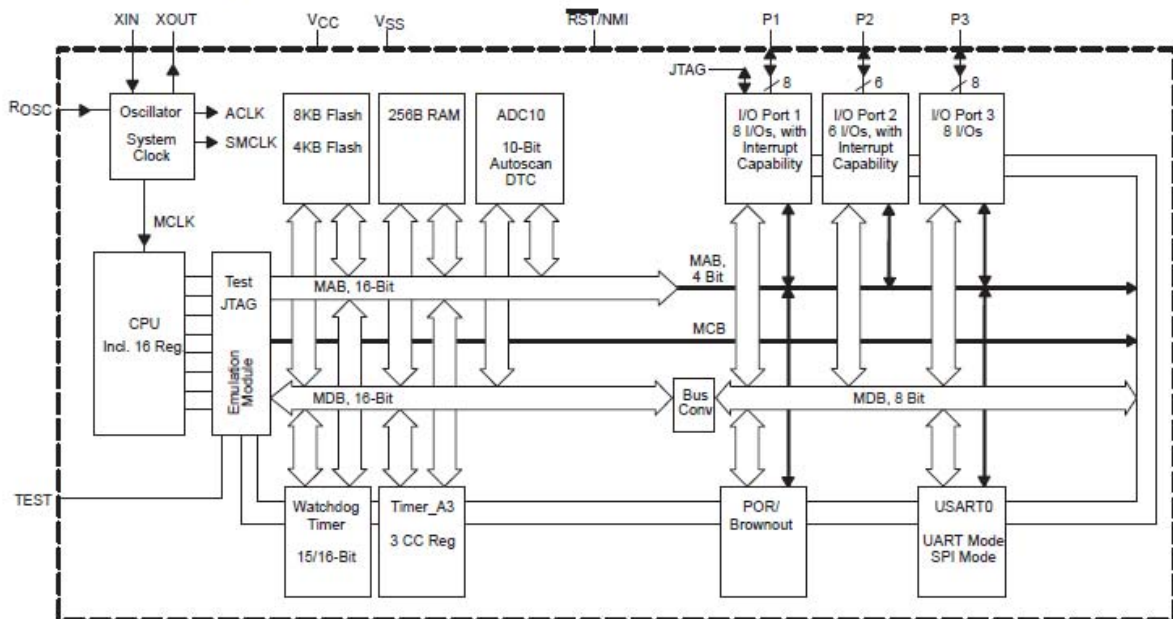 XIN XOUT VCC VSS RST/NMI P1 P2 P3
JTAG 8 6 8
ROSC
Oscillator
System
Clock
ACLK
SMCLK
8KB Flash
4KB Flash
256B RAM
ADC10
10-Bit
Autoscan
DTC
I/O Port 1
8 I/Os, with
Interrupt
Capability
I/O Port 2
6 I/Os, with
Interrupt
Capability
I/O Port 3
8 I/Os
MCLK
CPU
Incl. 16 Reg
Test
JTAG
Emulation
Module
MAB, 16-Bit
MAB,
4 Bit
MCB
MDB, 16-Bit
Bus
Conv
MDB, 8 Bit
TEST
Watchdog
Timer
15/16-Bit
Timer_A3
3 CC Reg
POR/
Brownout
USART0
UART Mode
SPI Mode